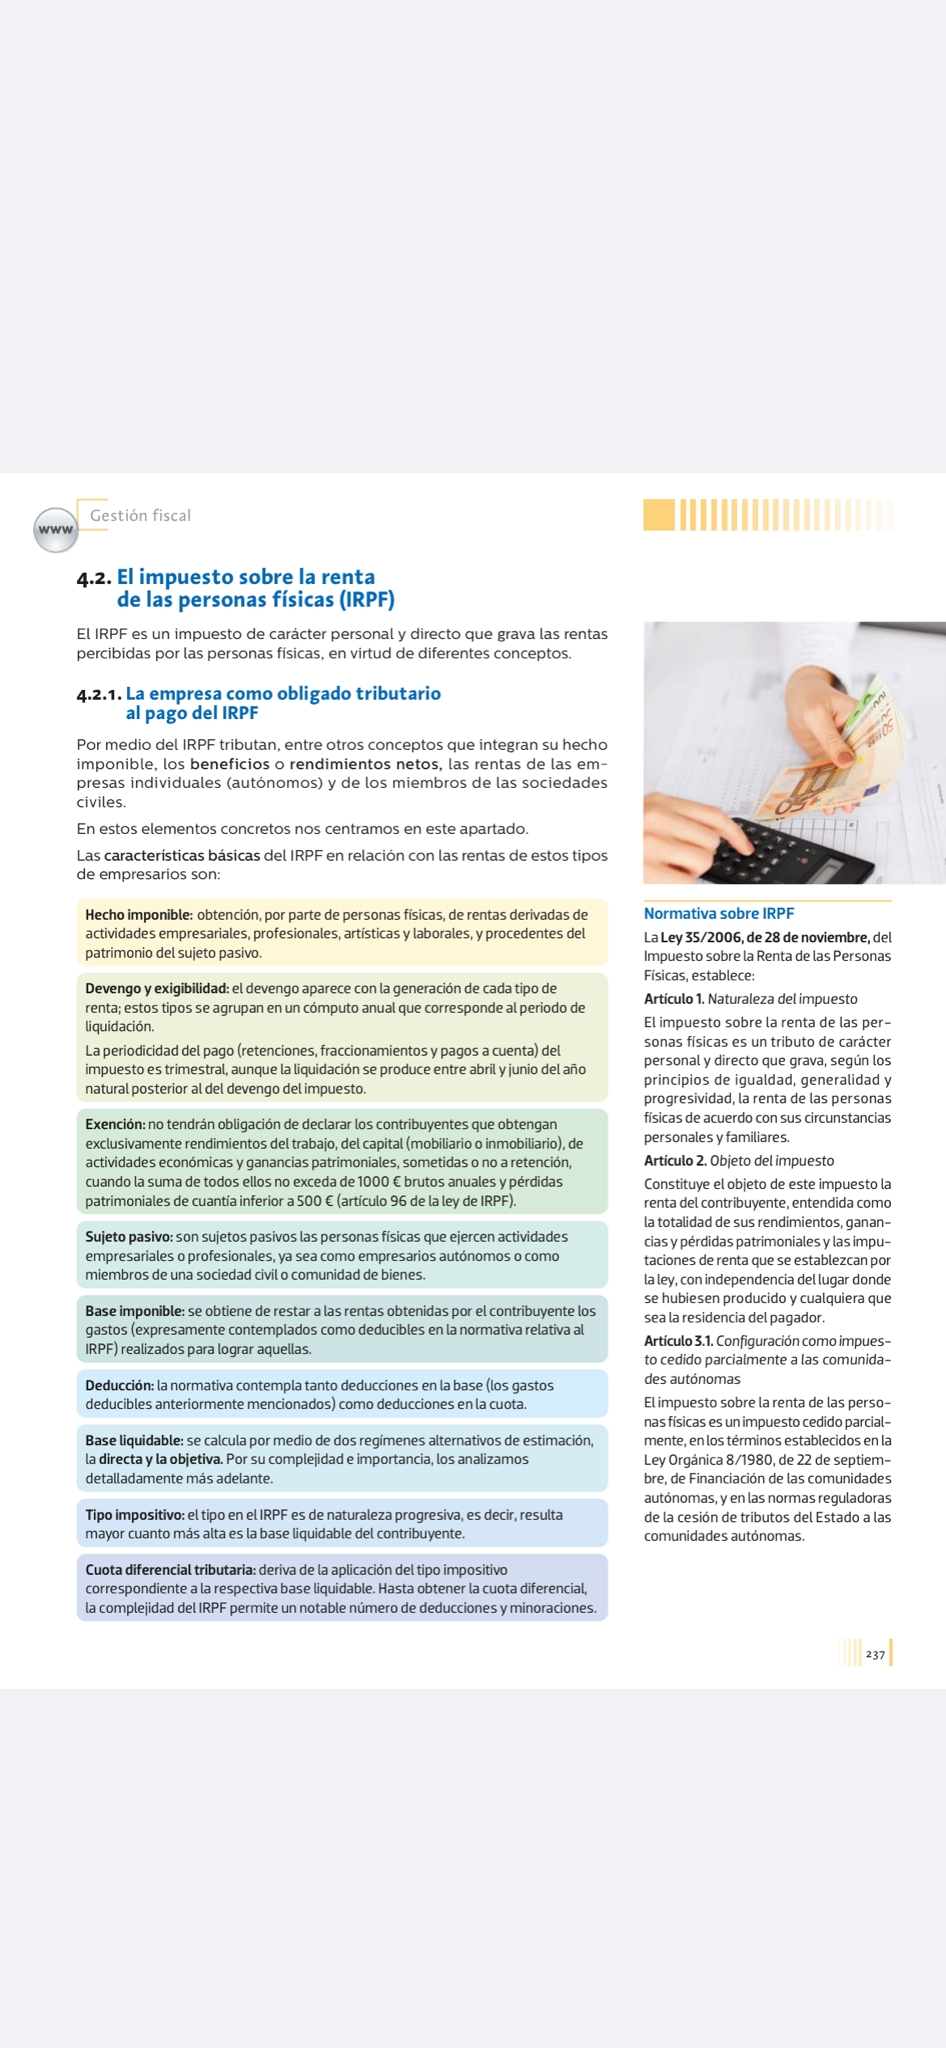 www
Gestión fiscal
4.2. El impuesto sobre la renta
de las personas físicas (IRPF)
El IRPF es un impuesto de carácter personal y directo que grava las rentas
percibidas por las personas físicas, en virtud de diferentes conceptos.
4.2.1. La empresa como obligado tributario
al pago del IRPF
Por medio del IRPF tributan, entre otros conceptos que integran su hecho
imponible, los beneficios o rendimientos netos, las rentas de las em-
presas individuales (autónomos) y de los miembros de las sociedades
civiles.
En estos elementos concretos nos centramos en este apartado.
Las características básicas del IRPF en relación con las rentas de estos tipos
de empresarios son:
Hecho imponible: obtención, por parte de personas físicas, de rentas derivadas de
actividades empresariales, profesionales, artísticas y laborales, y procedentes del
patrimonio del sujeto pasivo.
Devengo y exigibilidad: el devengo aparece con la generación de cada tipo de
renta; estos tipos se agrupan en un cómputo anual que corresponde al periodo de
liquidación.
La periodicidad del pago (retenciones, fraccionamientos y pagos a cuenta) del
impuesto es trimestral, aunque la liquidación se produce entre abril y junio del año
natural posterior al del devengo del impuesto.
Exención: no tendrán obligación de declarar los contribuyentes que obtengan
exclusivamente rendimientos del trabajo, del capital (mobiliario o inmobiliario), de
actividades económicas y ganancias patrimoniales, sometidas o no a retención,
cuando la suma de todos ellos no exceda de 1000 € brutos anuales y pérdidas
patrimoniales de cuantía inferior a 500 € (artículo 96 de la ley de IRPF).
Sujeto pasivo: son sujetos pasivos las personas físicas que ejercen actividades
empresariales o profesionales, ya sea como empresarios autónomos o como
miembros de una sociedad civil o comunidad de bienes.
Base imponible: se obtiene de restar a las rentas obtenidas por el contribuyente los
gastos (expresamente contemplados como deducibles en la normativa relativa al
IRPF) realizados para lograr aquellas.
Deducción: la normativa contempla tanto deducciones en la base (los gastos
deducibles anteriormente mencionados) como deducciones en la cuota.
Base liquidable: se calcula por medio de dos regímenes alternativos de estimación,
la directa y la objetiva. Por su complejidad e importancia, los analizamos
detalladamente más adelante.
Tipo impositivo: el tipo en el IRPF es de naturaleza progresiva, es decir, resulta
mayor cuanto más alta es la base liquidable del contribuyente.
Cuota diferencial tributaria: deriva de la aplicación del tipo impositivo
correspondiente a la respectiva base liquidable. Hasta obtener la cuota diferencial,
la complejidad del IRPF permite un notable número de deducciones y minoraciones.
Normativa sobre IRPF
La Ley 35/2006, de 28 de noviembre, del
Impuesto sobre la Renta de las Personas
Físicas, establece:
Artículo 1. Naturaleza del impuesto
El impuesto sobre la renta de las per-
sonas físicas es un tributo de carácter
personal y directo que grava, según los
principios de igualdad, generalidad y
progresividad, la renta de las personas
físicas de acuerdo con sus circunstancias
personales y familiares.
Artículo 2. Objeto del impuesto
Constituye el objeto de este impuesto la
renta del contribuyente, entendida como
la totalidad de sus rendimientos, ganan-
cias y pérdidas patrimoniales y las impu-
taciones de renta que se establezcan por
la ley, con independencia del lugar donde
se hubiesen producido y cualquiera que
sea la residencia del pagador.
Artículo 3.1. Configuración como impues-
to cedido parcialmente a las comunida-
des autónomas
El impuesto sobre la renta de las perso-
nas físicas es un impuesto cedido parcial-
mente, en los términos establecidos en la
Ley Orgánica 8/1980, de 22 de septiem-
bre, de Financiación de las comunidades
autónomas, y en las normas reguladoras
de la cesión de tributos del Estado a las
comunidades autónomas.
237